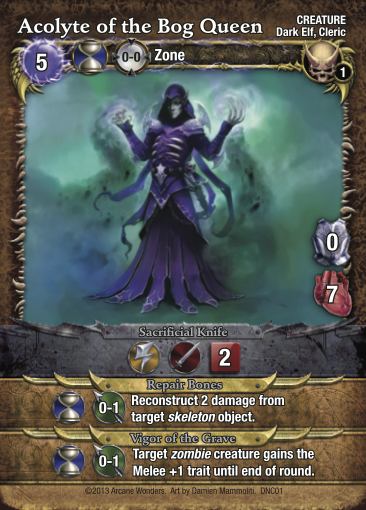 Acolyte of the Bog Queen
CREATURE
Dark Elf, Cleric
5
0-0
Zone
1
0
7
Sacrificial Knife
2
Repair Bones
0-1
Reconstruct 2 damage from
target skeleton object.
Vigor of the Grave
0-1
Target zombie creature gains the
Melee +1 trait until end of round.
©2013 Arcane Wonders. Art by Damien Mammoliti. DNC01